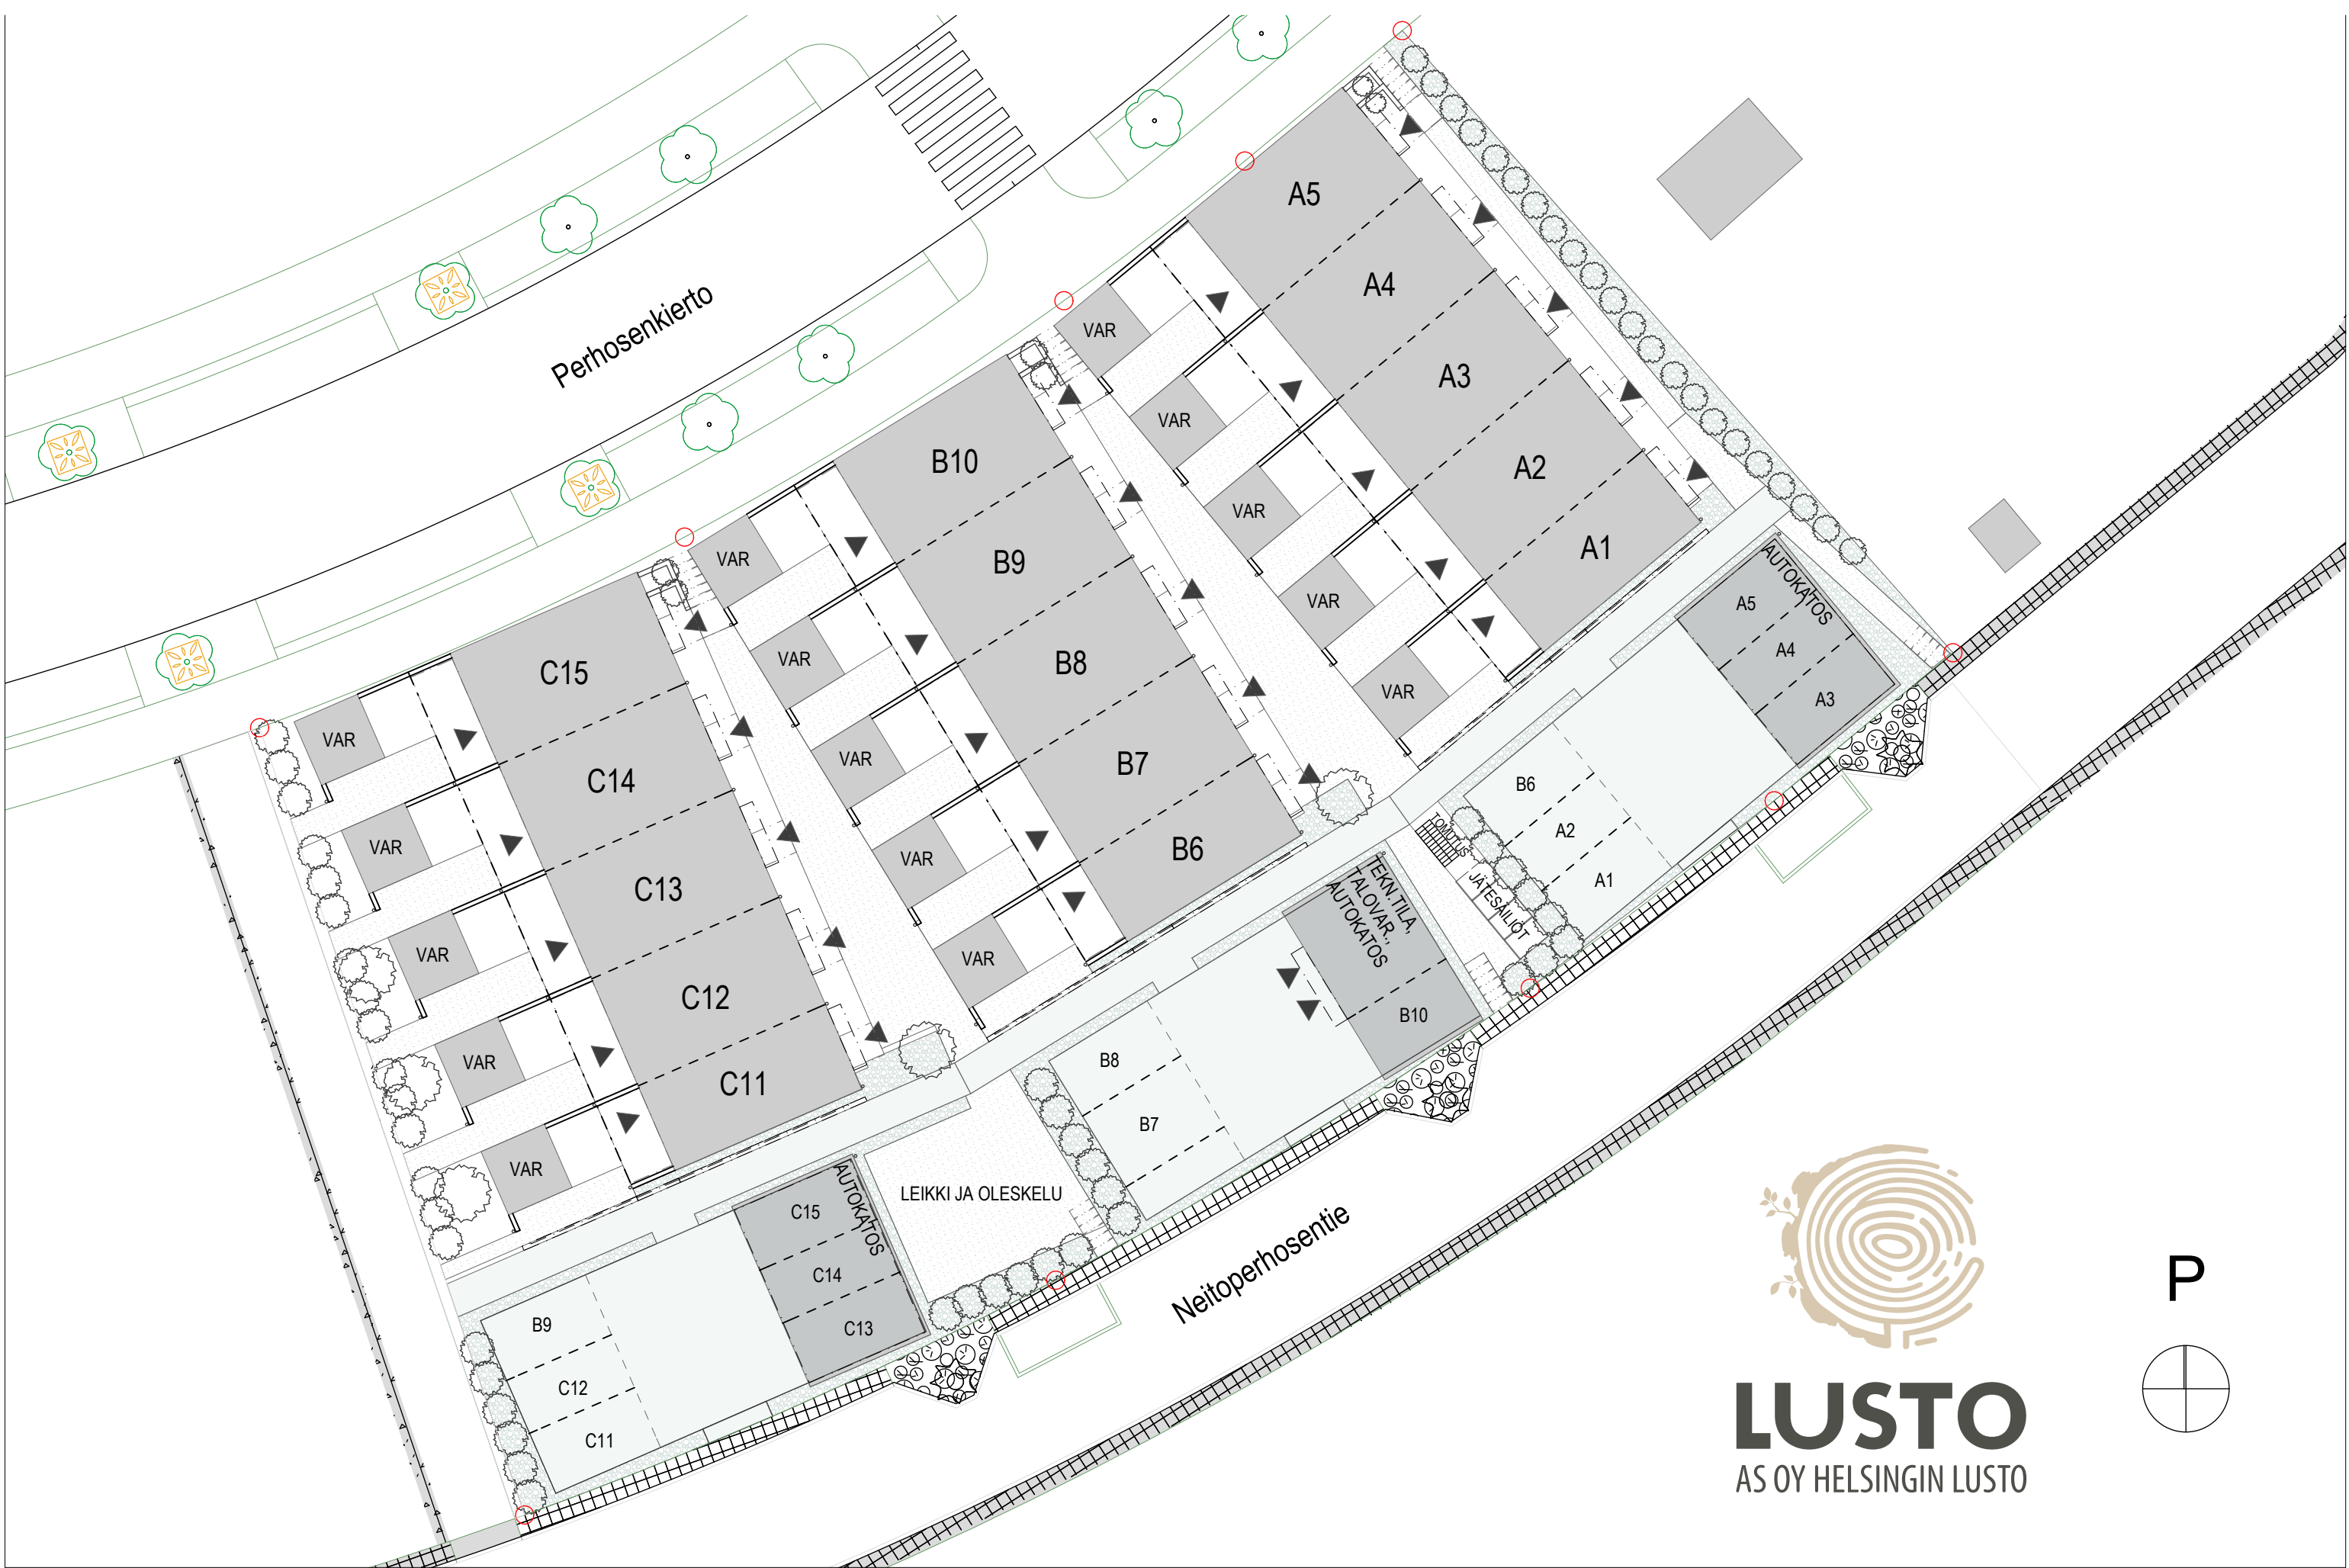 Perhosenkierto
A5
A4
A3
A2
A1
VAR
VAR
VAR
VAR
VAR
B10
B9
B8
B7
B6
VAR
VAR
VAR
VAR
VAR
C15
C14
C13
C12
C11
VAR
VAR
VAR
VAR
VAR
AUTOKATOS
A5
A4
A3
B6
A2
A1
TOMUTUS
JÄTESÄILIÖT
TEKN.TILA,
TALOVAR.,
AUTOKATOS
B10
B8
B7
LEIKKI JA OLESKELU
AUTOKATOS
C15
C14
C13
B9
C12
C11
Neitoperhosentie
P
LUSTO
AS OY HELSINGIN LUSTO